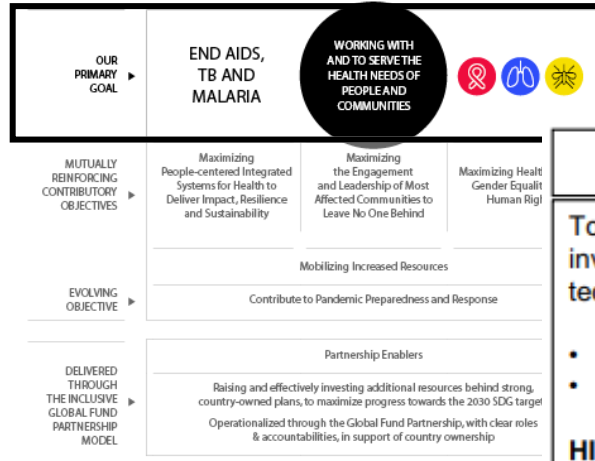 OUR
PRIMARY
GOAL
END AIDS,
TB AND
MALARIA
WORKING WITH
AND TO SERVE THE
HEALTH NEEDS OF
PEOPLE AND
COMMUNITIES
MUTUALLY
REINFORCING
CONTRIBUTORY
OBJECTIVES
Maximizing
People-centered Integrated
Systems for Health to
Deliver Impact, Resilience
and Sustainability
Maximizing
the Engagement
and Leadership of Most
Affected Communities to
Leave No One Behind
Maximizing Healt
Gender Equalit
Human Righ
Mobilizing Increased Resources
EVOLVING
OBJECTIVE
Contribute to Pandemic Preparedness and Response
DELIVERED
THROUGH
THE INCLUSIVE
GLOBAL FUND
PARTNERSHIP
MODEL
Partnership Enablers
Raising and effectively investing additional resources behind strong,
country-owned plans, to maximize progress towards the 2030 SDG target
Operationalized through the Global Fund Partnership, with clear roles
& accountabilities, in support of country ownership
To
inv
tec
•
•
HI